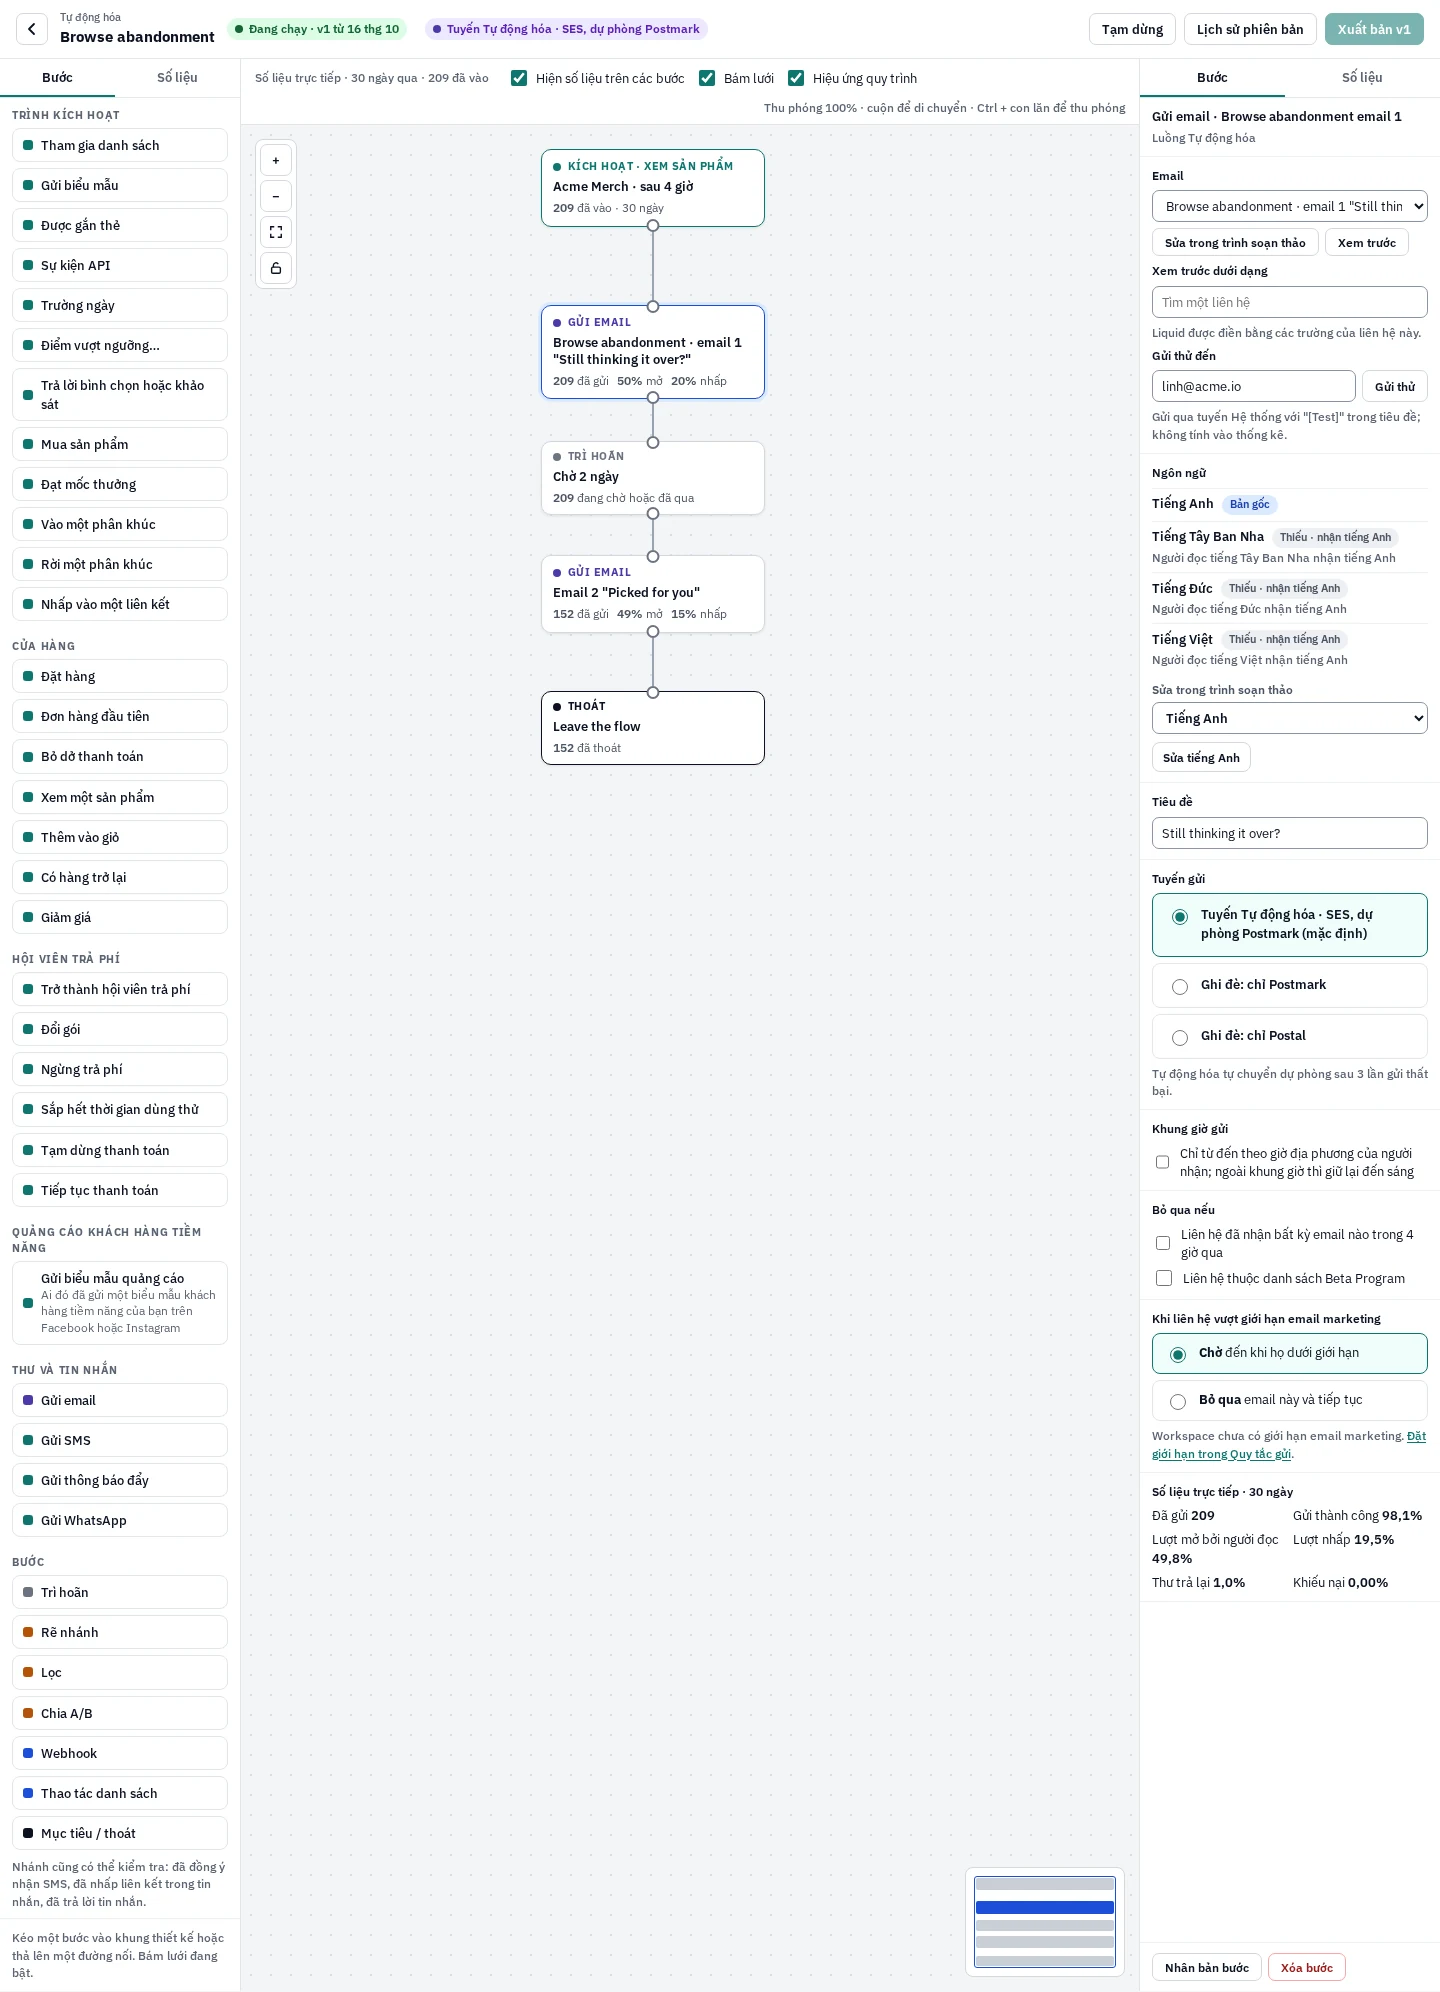 Tự động hóa
Browse abandonment
Đang chạy · v1 từ 16 thg 10
Tuyến Tự động hóa · SES, dự phòng Postmark
Tạm dừng
Lịch sử phiên bản
Xuất bản v1
Bước
Số liệu
TRÌNH KÍCH HOẠT
Tham gia danh sách
Gửi biểu mẫu
Được gắn thẻ
Sự kiện API
Trường ngày
Điểm vượt ngưỡng...
Trả lời bình chọn hoặc khảo
sát
Mua sản phẩm
Đạt mốc thưởng
Vào một phân khúc
Rời một phân khúc
Nhấp vào một liên kết
CỬA HÀNG
Đặt hàng
Đơn hàng đầu tiên
Bỏ dở thanh toán
Xem một sản phẩm
Thêm vào giỏ
Có hàng trở lại
Giảm giá
HỘI VIÊN TRẢ PHÍ
Trở thành hội viên trả phí
Đổi gói
Ngừng trả phí
Sắp hết thời gian dùng thử
Tạm dừng thanh toán
Tiếp tục thanh toán
QUẢNG CÁO KHÁCH HÀNG TIỀM
NĂNG
Gửi biểu mẫu quảng cáo
Ai đó đã gửi một biểu mẫu khách
hàng tiềm năng của bạn trên
Facebook hoặc Instagram
THƯ VÀ TIN NHẮN
Gửi email
Gửi SMS
Gửi thông báo đẩy
Gửi WhatsApp
BƯỚC
Trì hoãn
Rẽ nhánh
Lọc
Chia A/B
Webhook
Thao tác danh sách
Mục tiêu / thoát
Nhánh cũng có thể kiểm tra: đã đồng ý
nhận SMS, đã nhấp liên kết trong tin
nhắn, đã trả lời tin nhắn.
Kéo một bước vào khung thiết kế hoặc
thả lên một đường nối. Bám lưới đang
bật.
Số liệu trực tiếp · 30 ngày qua · 209 đã vào
Hiện số liệu trên các bước
Bám lưới
Hiệu ứng quy trình
Thu phóng 100% · cuộn để di chuyển · Ctrl + con lăn để thu phóng
+
−
KÍCH HOẠT · XEM SẢN PHẨM
Acme Merch · sau 4 giờ
209 đã vào · 30 ngày
GỬI EMAIL
Browse abandonment · email 1
"Still thinking it over?"
209 đã gửi 50% mở 20% nhấp
TRÌ HOÃN
Chờ 2 ngày
209 đang chờ hoặc đã qua
GỬI EMAIL
Email 2 "Picked for you"
152 đã gửi 49% mở 15% nhấp
THOÁT
Leave the flow
152 đã thoát
Bước
Số liệu
Gửi email · Browse abandonment email 1
Luồng Tự động hóa
Email
Browse abandonment · email 1 "Still thin
Sửa trong trình soạn thảo
Xem trước
Xem trước dưới dạng
Tìm một liên hệ
Liquid được điền bằng các trường của liên hệ này.
Gửi thử đến
linh@acme.io
Gửi thử
Gửi qua tuyến Hệ thống với "[Test]" trong tiêu đề;
không tính vào thống kê.
Ngôn ngữ
Tiếng Anh
Bản gốc
Tiếng Tây Ban Nha
Thiếu · nhận tiếng Anh
Người đọc tiếng Tây Ban Nha nhận tiếng Anh
Tiếng Đức
Thiếu · nhận tiếng Anh
Người đọc tiếng Đức nhận tiếng Anh
Tiếng Việt
Thiếu · nhận tiếng Anh
Người đọc tiếng Việt nhận tiếng Anh
Sửa trong trình soạn thảo
Tiếng Anh
Sửa tiếng Anh
Tiêu đề
Still thinking it over?
Tuyến gửi
Tuyến Tự động hóa · SES, dự
phòng Postmark (mặc định)
Ghi đè: chỉ Postmark
Ghi đè: chỉ Postal
Tự động hóa tự chuyển dự phòng sau 3 lần gửi thất
bại.
Khung giờ gửi
Chỉ từ đến theo giờ địa phương của người
nhận; ngoài khung giờ thì giữ lại đến sáng
Bỏ qua nếu
Liên hệ đã nhận bất kỳ email nào trong 4
giờ qua
Liên hệ thuộc danh sách Beta Program
Khi liên hệ vượt giới hạn email marketing
Chờ đến khi họ dưới giới hạn
Bỏ qua email này và tiếp tục
Workspace chưa có giới hạn email marketing. Đặt
giới hạn trong Quy tắc gửi.
Số liệu trực tiếp · 30 ngày
Đã gửi 209
Gửi thành công 98,1%
Lượt mở bởi người đọc
49,8%
Lượt nhấp 19,5%
Thư trả lại 1,0%
Khiếu nại 0,00%
Nhân bản bước
Xóa bước